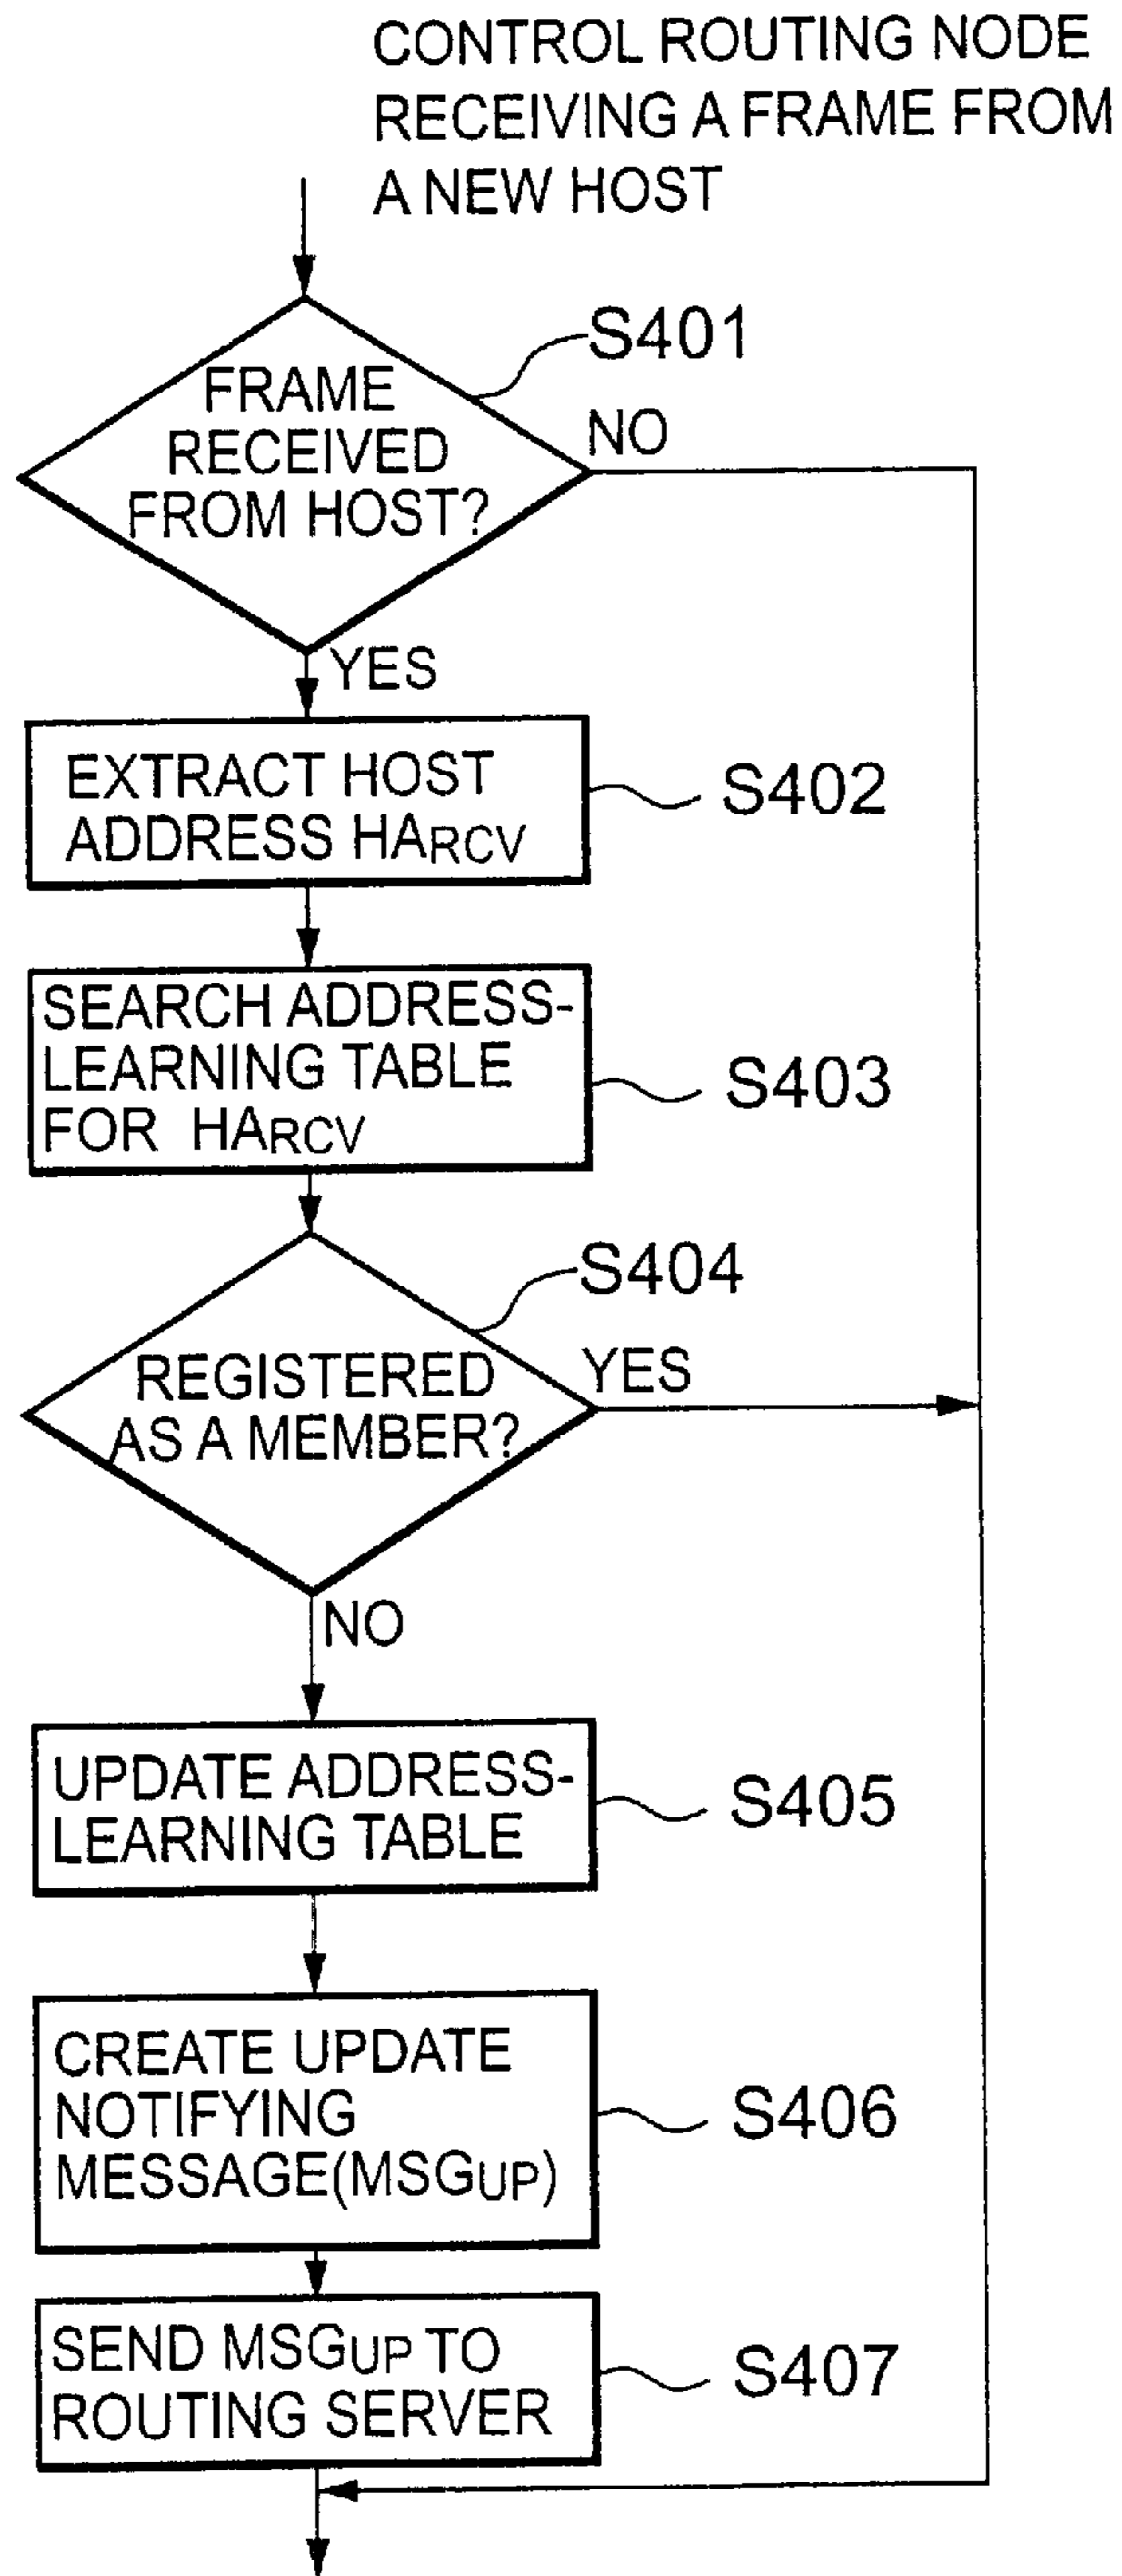 CONTROL ROUTING NODE
RECEIVING A FRAME FROM
A NEW HOST
S401
FRAME
RECEIVED
FROM HOST?
NO
YES
EXTRACT HOST
ADDRESS HARCV
S402
SEARCH ADDRESS-
LEARNING TABLE
FOR HARCV
S403
S404
REGISTERED
AS A MEMBER?
YES
NO
UPDATE ADDRESS-
LEARNING TABLE
S405
CREATE UPDATE
NOTIFYING
MESSAGE(MSGUP)
S406
SEND MSGUP TO
ROUTING SERVER
S407